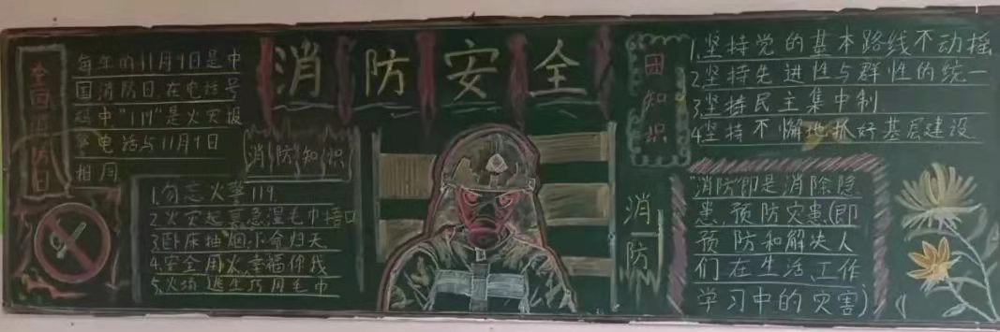 全国消防日
每年的11月9日是中
国消防日,在电话号
码中"119"是火灾报
警电话与11月9日
相同
消防安全
消防知识
1.勿忘火警119.
2.火灾起莫急湿毛巾捂口
3.卧床抽烟,小命归天
4.安全用火,幸福你我
5.火场逃生巧用毛巾
团知识
1.坚持党的基本路线不动摇
2坚持先进性与群性的统一
3坚持民主集中制
4坚持不懈地抓好基层建设
消防
"消防"即是消除隐
患,预防灾患(即
预防和解决人
们在生活、工作
学习中的灾害)